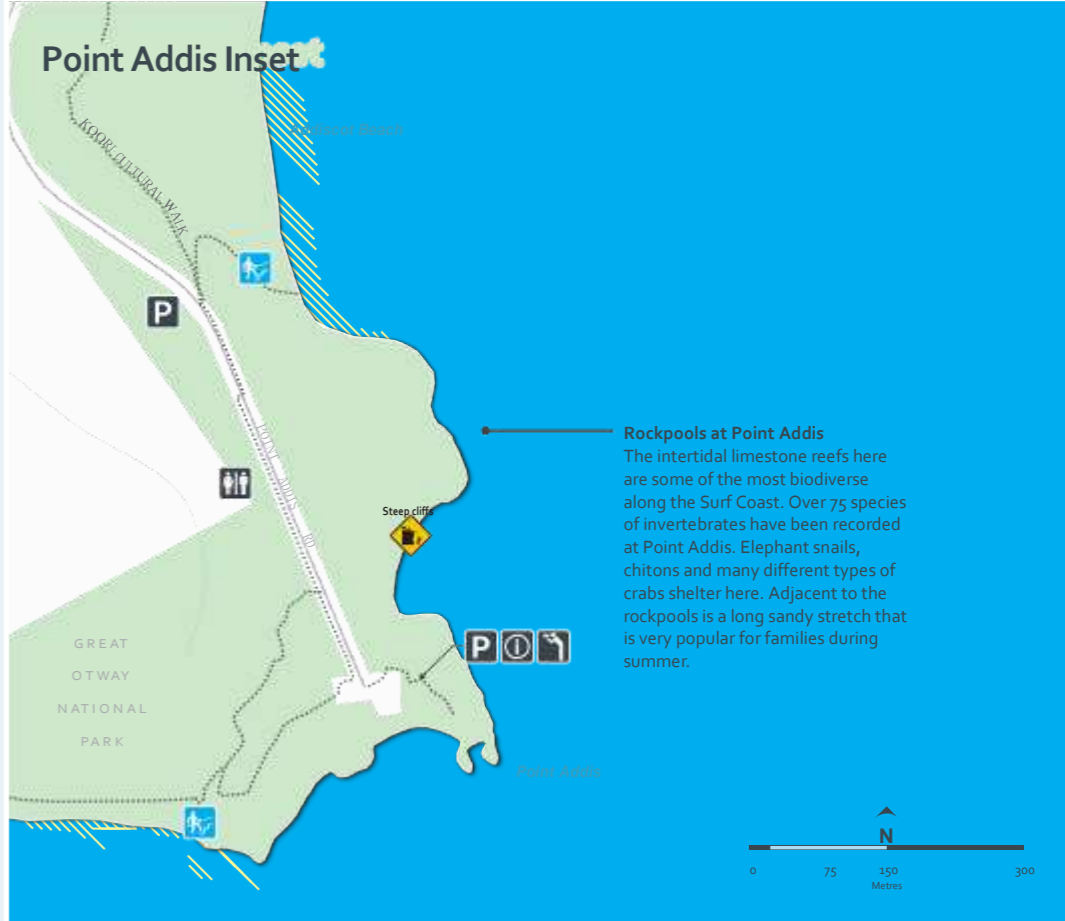 Point Addis Inset
KOORI CULTURAL WALK
P
POINT ADDIS RD
Steep cliffs
Rockpools at Point Addis
The intertidal limestone reefs here
are some of the most biodiverse
along the Surf Coast. Over 75 species
of invertebrates have been recorded
at Point Addis. Elephant snails,
chitons and many different types of
crabs shelter here. Adjacent to the
rockpools is a long sandy stretch that
is very popular for families during
summer.
P
GREAT
OTWAY
NATIONAL
PARK
Point Addis
N
0 75 150 300
Metres